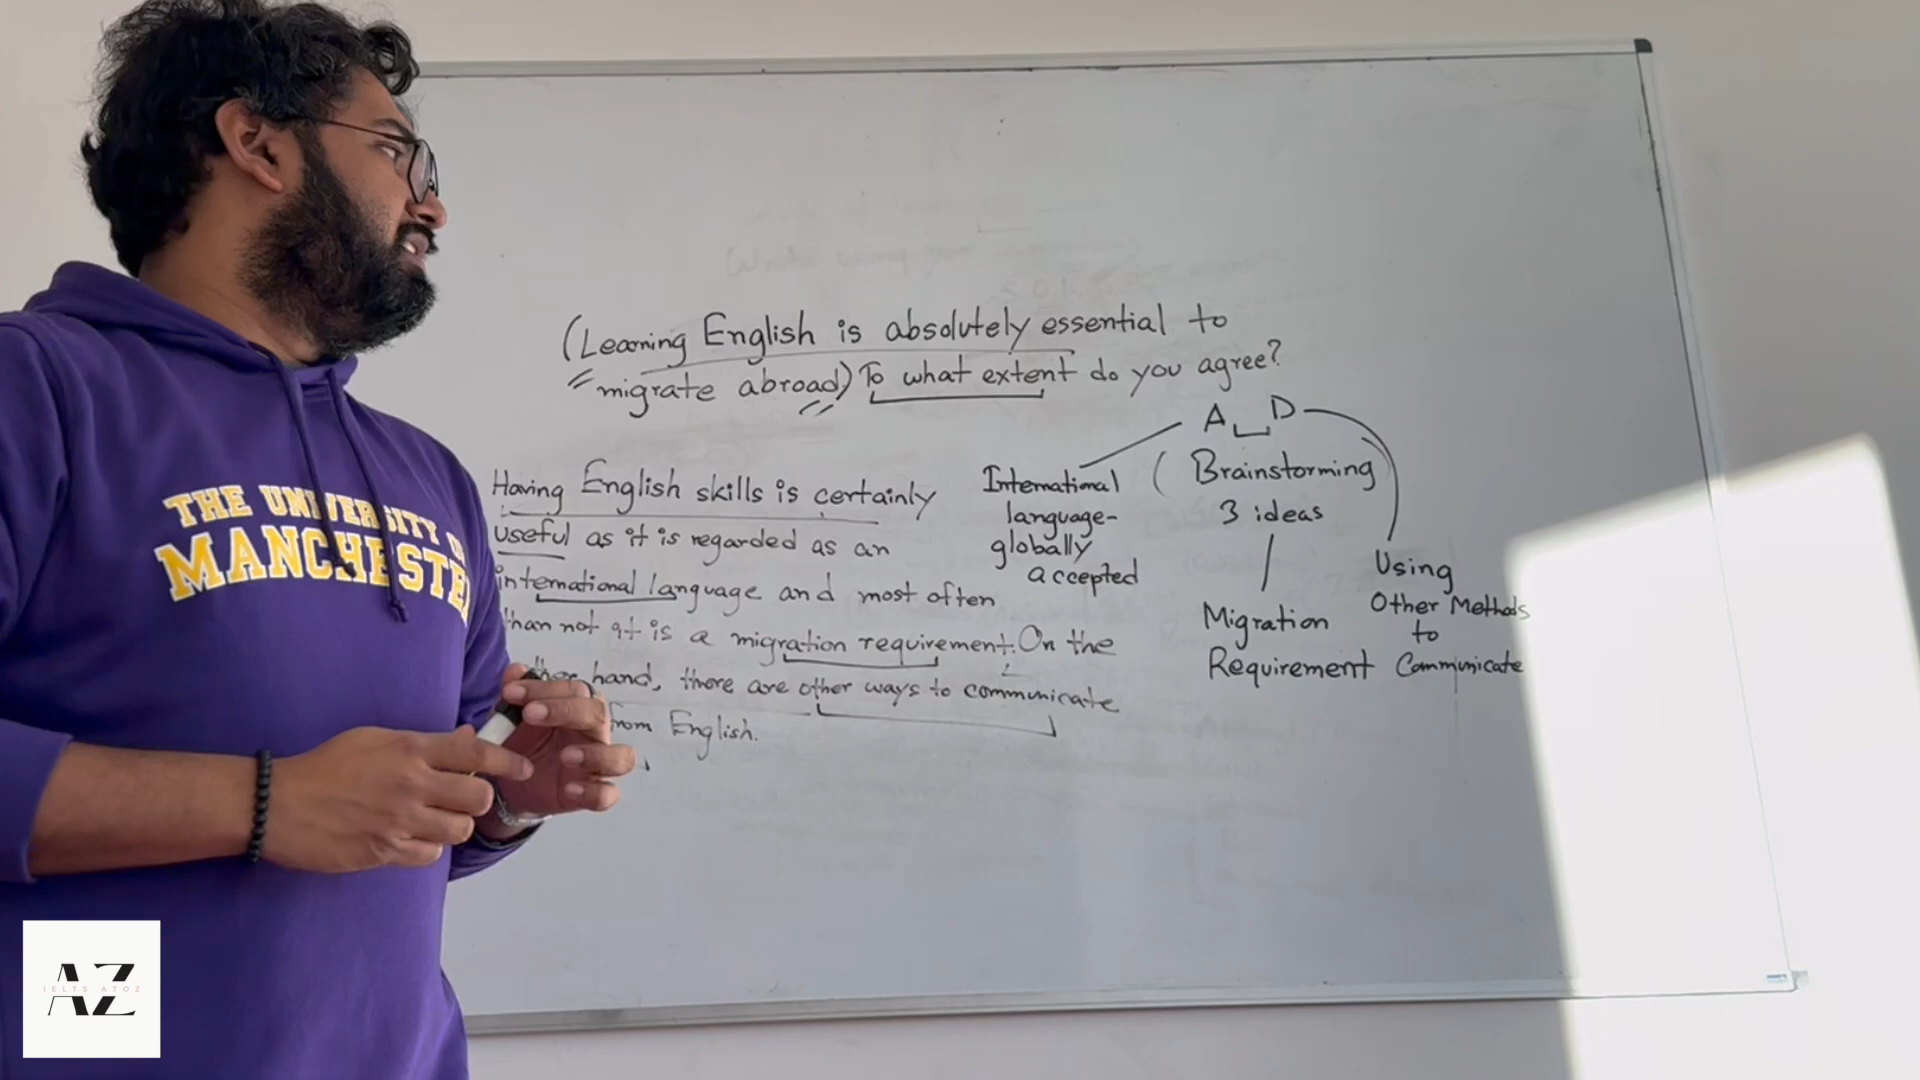 (Learning English is absolutely essential to
migrate abroad) To what extent do you agree?
A D
(Brainstorming
3 ideas
International
language-
globally
accepted
Migration
Requirement
Using
Other Methods
to
Communicate
Having English skills is certainly
useful as it is regarded as an
international language and most often
than not it is a migration requirement. On the
hand, there are other ways to communicate
from English.
THE UNIVERSITY O
MANCHESTE
AZ
IELTS ATOZ